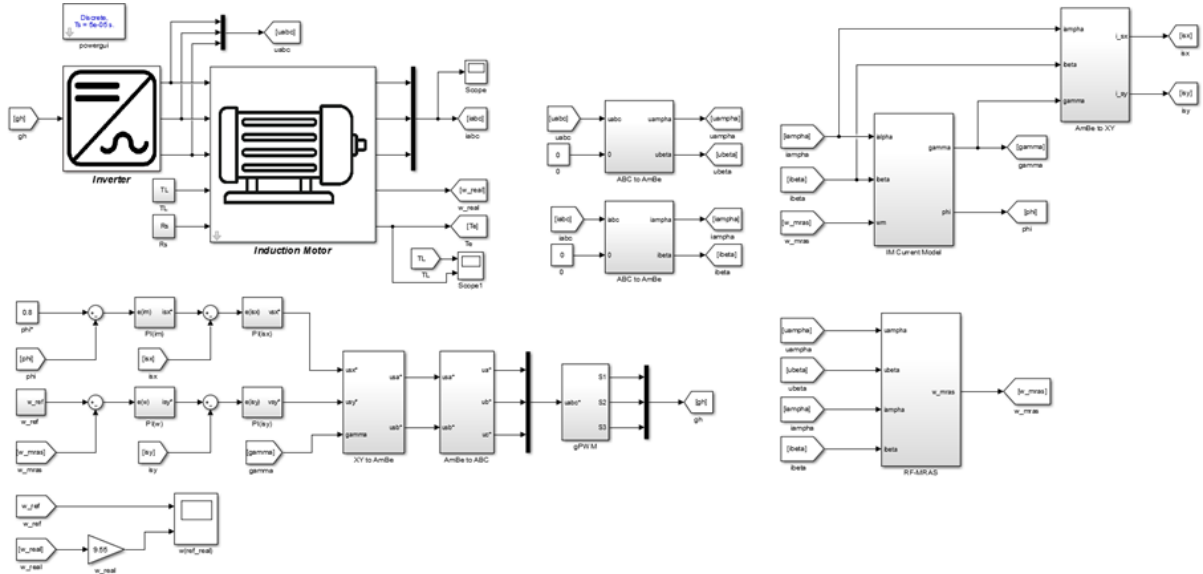 Discrete,
Ts = 5e-05 s.
powergui
[uabc]
uabc
[gh]
gh
Inverter
TL
TL
Rs
Rs
Induction Motor
Scope
[iabc]
iabc
[w_real]
w_real
[Te]
Te
TL
TL
Scope1
[uabc]
uabc
0
0
uabc
0
uampha
ubeta
ABC to AmBe
[uampha]
uampha
[ubeta]
ubeta
[iabc]
iabc
0
0
iabc
0
iampha
ibeta
ABC to AmBe
[iampha]
iampha
[ibeta]
ibeta
iampha
ibeta
gamma
i_sx
i_sy
AmBe to XY
[isx]
isx
[isy]
isy
[iampha]
iampha
[ibeta]
ibeta
[w_mras]
w_mras
ialpha
ibeta
wm
gamma
phi
IM Current Model
[gamma]
gamma
[phi]
phi
0.8
phi*
[phi]
phi
e(im) isx*
PI(im)
[isx]
isx
e(isx) vsx*
PI(isx)
w_ref
w_ref
[w_mras]
w_mras
e(w) isy*
PI(w)
[isy]
isy
e(isy) vsy*
PI(isy)
[gamma]
gamma
usx*
usy*
gamma
usa*
usb*
XY to AmBe
usa*
usb*
ua*
ub*
uc*
AmBe to ABC
uabc*
S1
S2
S3
gPWM
[gh]
gh
[uampha]
uampha
[ubeta]
ubeta
[iampha]
iampha
[ibeta]
ibeta
uampha
ubeta
iampha
ibeta
w_mras
RF-MRAS
[w_mras]
w_mras
w_ref
w_ref
[w_real]
w_real
9.55
w_real
w(ref_real)